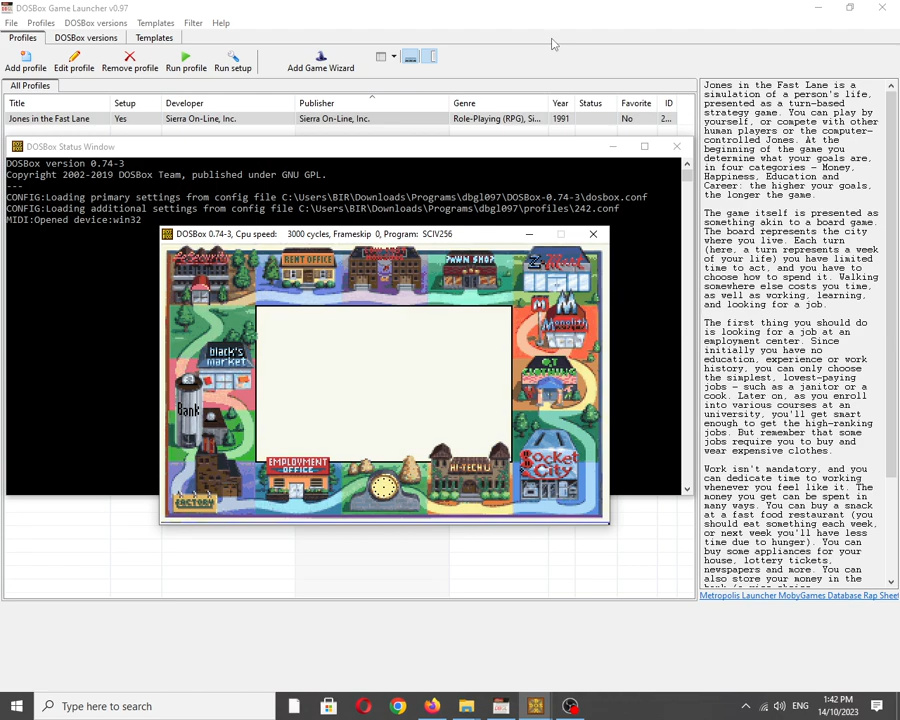 DOSBox Game Launcher v0.97
File Profiles DOSBox versions Templates Filter Help
Profiles DOSBox versions Templates
Add profile Edit profile Remove profile Run profile Run setup Add Game Wizard
All Profiles
Title Setup Developer Publisher Genre Year Status Favorite ID
Jones in the Fast Lane Yes Sierra On-Line, Inc. Sierra On-Line, Inc. Role-Playing (RPG), Si... 1991 No 2...
DOSBox Status Window
DOSBox version 0.74-3
Copyright 2002-2019 DOSBox Team, published under GNU GPL.
---
CONFIG:Loading primary settings from config file C:\Users\BIR\Downloads\Programs\dbgl097\DOSBox-0.74-3\dosbox.conf
CONFIG:Loading additional settings from config file C:\Users\BIR\Downloads\Programs\dbgl097\profiles\242.conf
MIDI:Opened device:win32
DOSBox 0.74-3, Cpu speed: 3000 cycles, Frameskip 0, Program: SCIV256
RENT OFFICE
PAWN SHOP
Z-MART
Monolith
black's
market
QT
CLOTHING
Bank
EMPLOYMENT
OFFICE
HI-TECH U
Socket
City
FACTORY
Jones in the Fast Lane is a
simulation of a person's life,
presented as a turn-based
strategy game. You can play by
yourself, or compete with other
human players or the computer-
controlled Jones. At the
beginning of the game you
determine what your goals are,
in four categories - Money,
Happiness, Education and
Career: the higher your goals,
the longer the game.
The game itself is presented as
something akin to a board game.
The board represents the city
where you live. Each turn
(here, a turn represents a week
of your life) you have limited
time to act, and you have to
choose how to spend it. Walking
somewhere else costs you time,
as well as working, learning,
and looking for a job.
The first thing you should do
is looking for a job at an
employment center. Since
initially you have no
education, experience or work
history, you can only choose
the simplest, lowest-paying
jobs - such as a janitor or a
cook. Later on, as you enroll
into various courses at an
university, you'll get smart
enough to get the high-ranking
jobs. But remember that some
jobs require you to buy and
wear expensive clothes.
Work isn't mandatory, and you
can dedicate time to working
whenever you feel like it. The
money you get can be spent in
many ways. You can buy a snack
at a fast food restaurant (you
should eat something each week,
or next week you'll have less
time due to hunger). You can
buy some appliances for your
house, lottery tickets,
newspapers and more. You can
also store your money in the
Metropolis Launcher MobyGames Database Rap Sheet
Type here to search
ENG
1:42 PM
14/10/2023